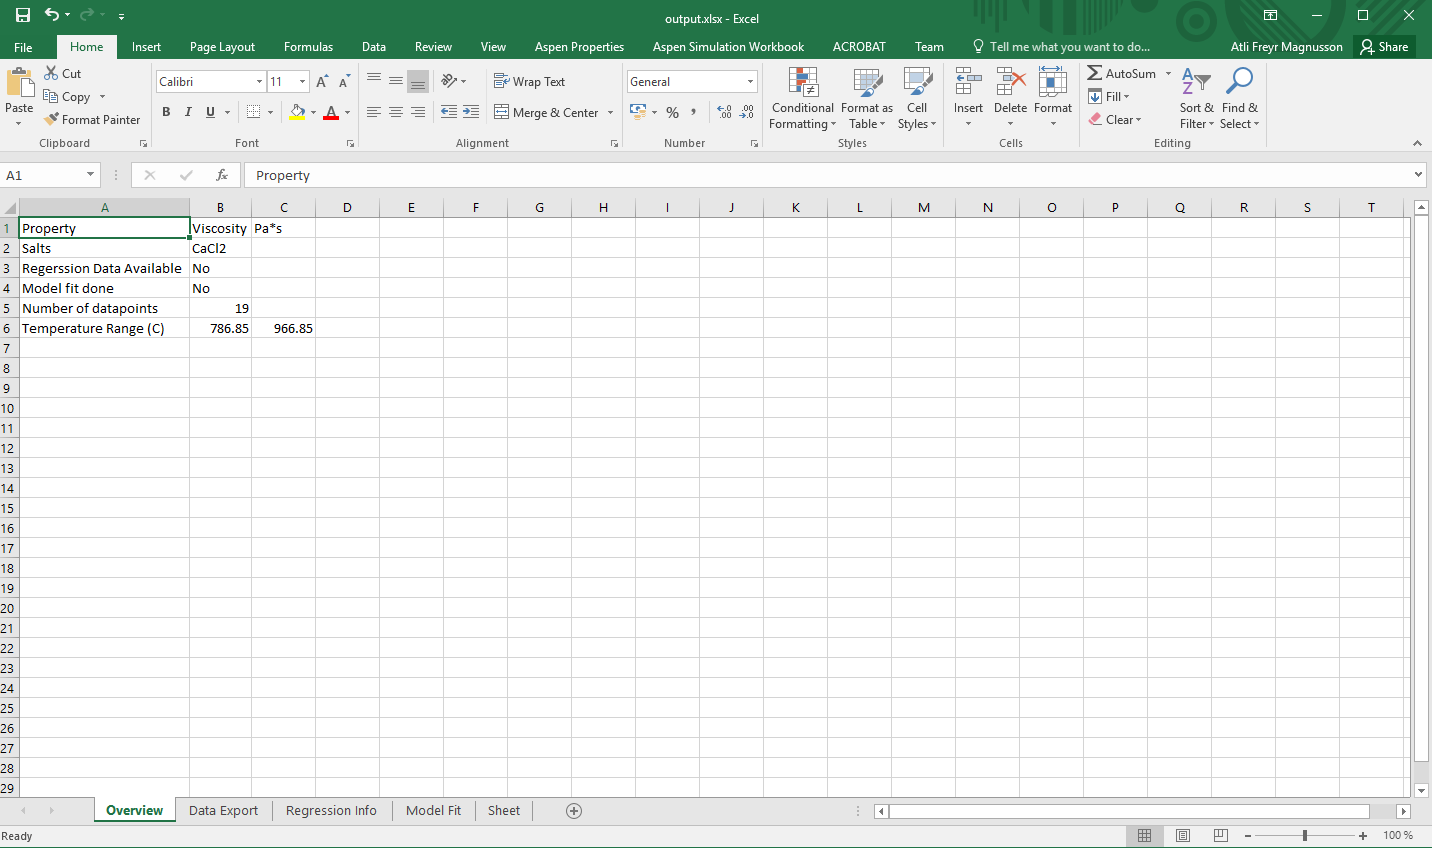 output.xlsx - Excel
File Home Insert Page Layout Formulas Data Review View Aspen Properties Aspen Simulation Workbook ACROBAT Team Tell me what you want to do... Atli Freyr Magnusson Share
Paste
Cut
Copy
Format Painter
Clipboard
Calibri 11 A A
B I U A
Font
Wrap Text
Merge & Center
Alignment
General
% , .0 .00 .00 .0
Number
Conditional Formatting
Format as Table
Cell Styles
Styles
Insert Delete Format
Cells
AutoSum
Fill
Clear
Sort & Filter
Find & Select
Editing
A1 fx Property
A B C D E F G H I J K L M N O P Q R S T
1 Property Viscosity Pa*s
2 Salts CaCl2
3 Regerssion Data Available No
4 Model fit done No
5 Number of datapoints 19
6 Temperature Range (C) 786.85 966.85
7
8
9
10
11
12
13
14
15
16
17
18
19
20
21
22
23
24
25
26
27
28
29
Overview Data Export Regression Info Model Fit Sheet
Ready 100 %